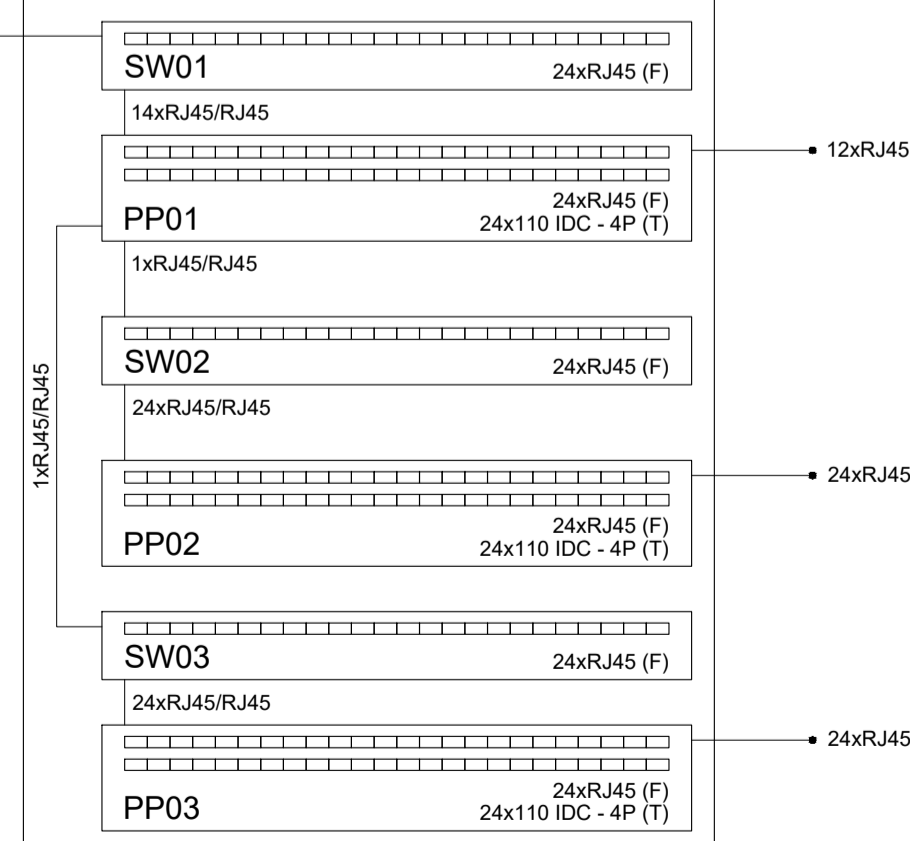 SW01
24xRJ45 (F)
14xRJ45/RJ45
12xRJ45
24xRJ45 (F)
PP01
24x110 IDC - 4P (T)
1xRJ45/RJ45
SW02
24xRJ45 (F)
1xRJ45/RJ45
24xRJ45/RJ45
24xRJ45
24xRJ45 (F)
PP02
24x110 IDC - 4P (T)
SW03
24xRJ45 (F)
24xRJ45/RJ45
24xRJ45
24xRJ45 (F)
PP03
24x110 IDC - 4P (T)